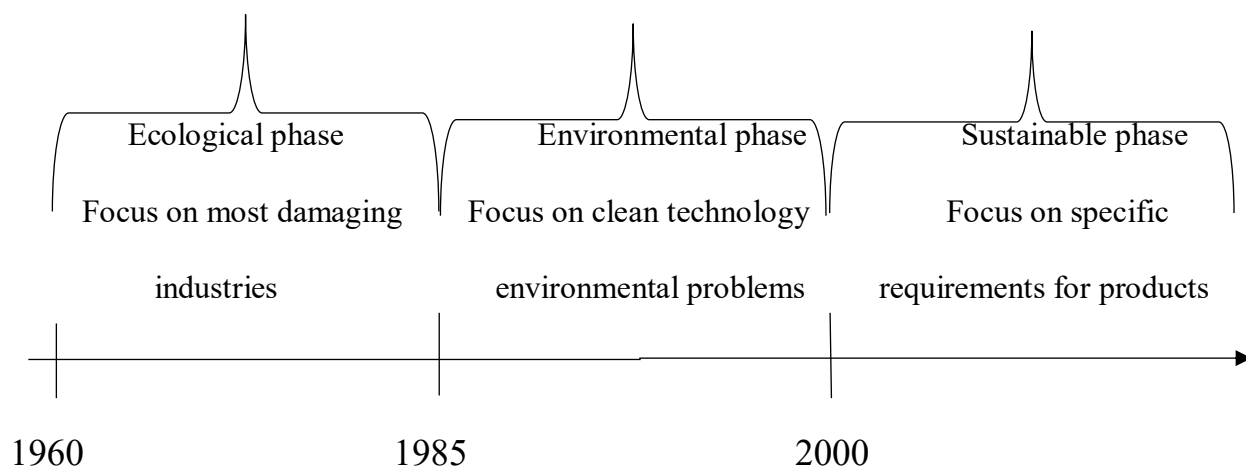 Ecological phase
Focus on most damaging
industries
Environmental phase
Focus on clean technology
environmental problems
Sustainable phase
Focus on specific
requirements for products
1960
1985
2000